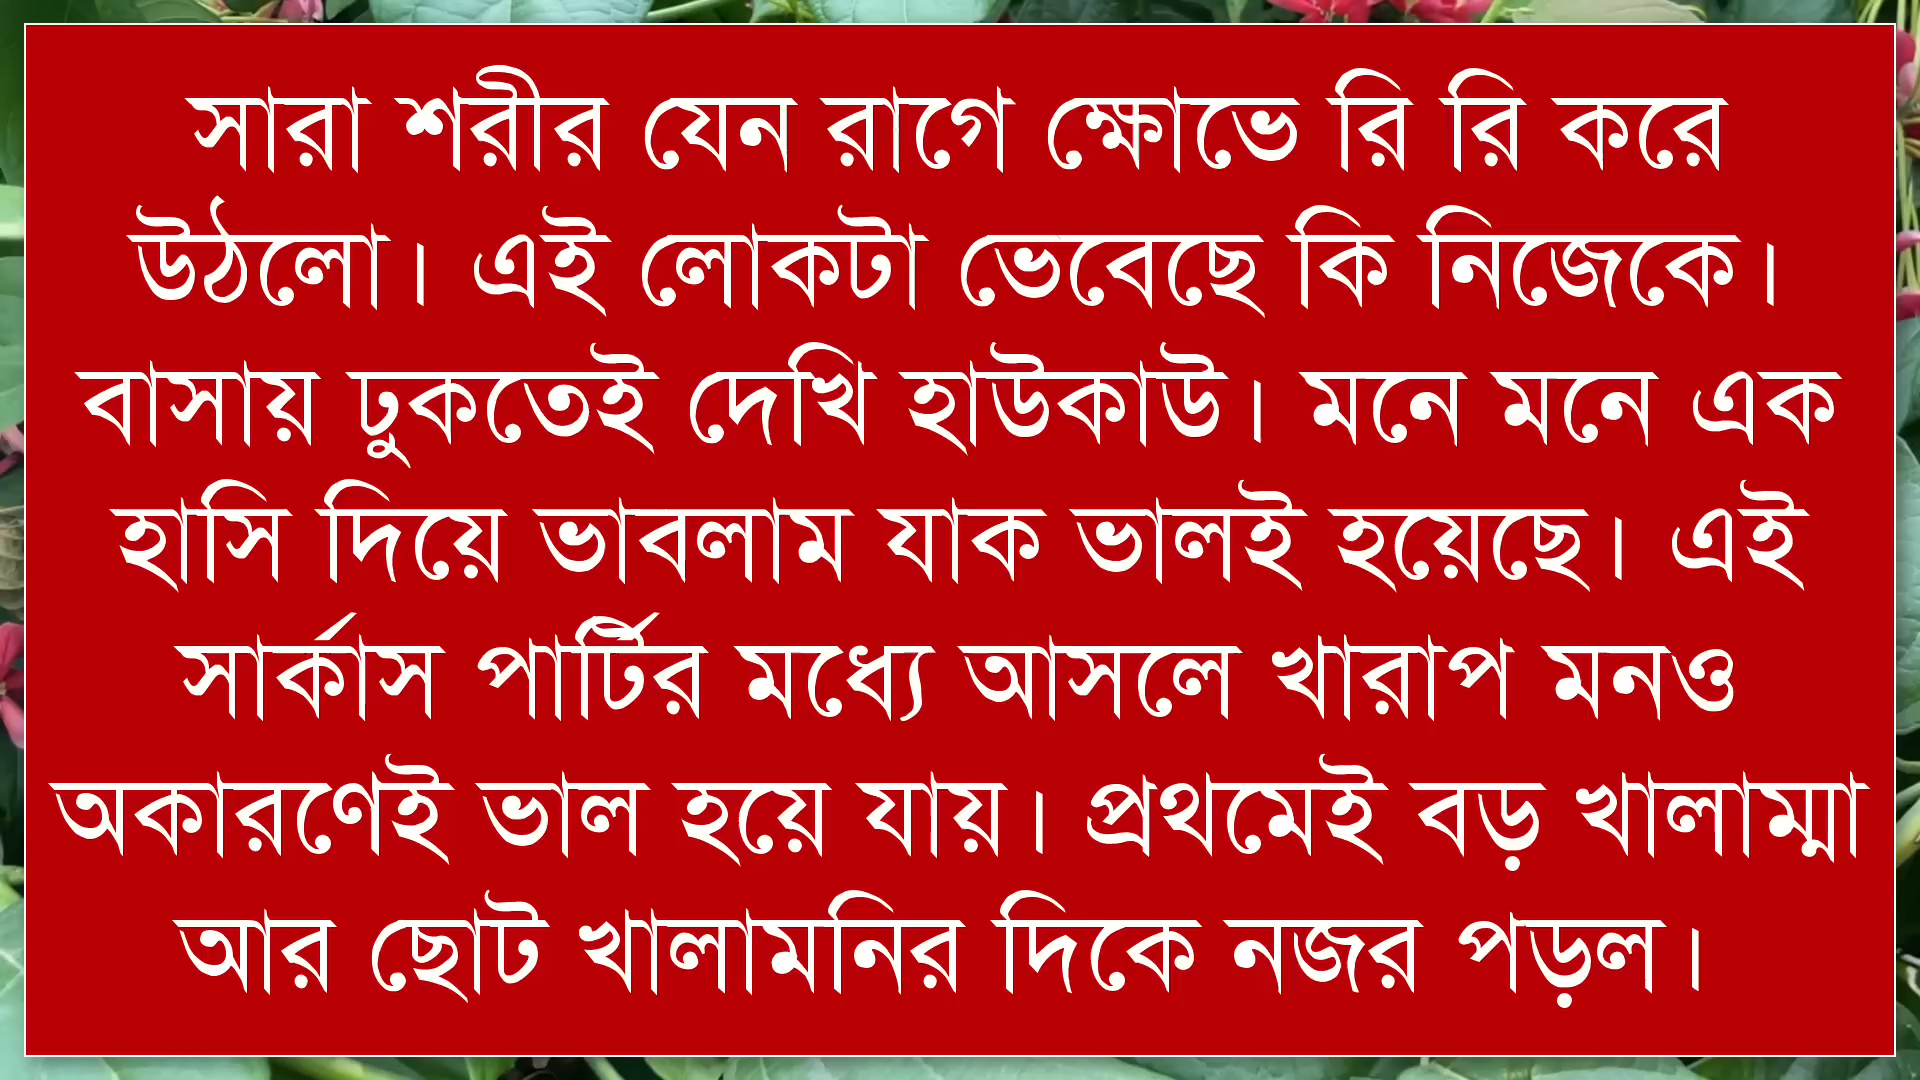 সারা শরীর যেন রাগে ক্ষোভে রি রি করে
উঠলো। এই লোকটা ভেবেছে কি নিজেকে।
বাসায় ঢুকতেই দেখি হাউকাউ। মনে মনে এক
হাসি দিয়ে ভাবলাম যাক ভালই হয়েছে। এই
সার্কাস পার্টির মধ্যে আসলে খারাপ মনও
অকারণেই ভাল হয়ে যায়। প্রথমেই বড় খালাম্মা
আর ছোট খালামনির দিকে নজর পড়ল।